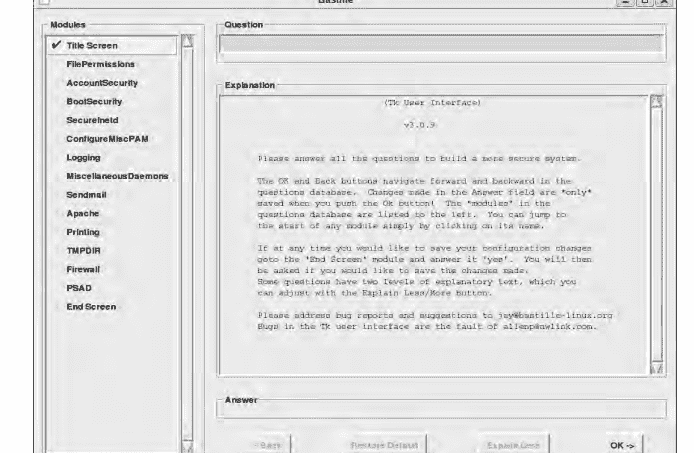 Bastille
Modules
✔ Title Screen
FilePermissions
AccountSecurity
BootSecurity
SecureInetd
ConfigureMiscPAM
Logging
MiscellaneousDaemons
Sendmail
Apache
Printing
TMPDIR
Firewall
PSAD
End Screen
Question
Explanation
(Tk User Interface)
v3.0.9
Please answer all the questions to build a more secure system.
The OK and Back buttons navigate forward and backward in the
questions database. Changes made in the Answer field are *only*
saved when you push the Ok button! The "modules" in the
questions database are listed to the left. You can jump to
the start of any module simply by clicking on its name.
If at any time you would like to save your configuration changes
goto the 'End Screen' module and answer it 'yes'. You will then
be asked if you would like to save the changes made.
Some questions have two levels of explanatory text, which you
can adjust with the Explain Less/More button.
Please address bug reports and suggestions to jay@bastille-linux.org
Bugs in the Tk user interface are the fault of allenp@nwlink.com.
Answer
<- Back
Restore Default
Explain Less
OK ->